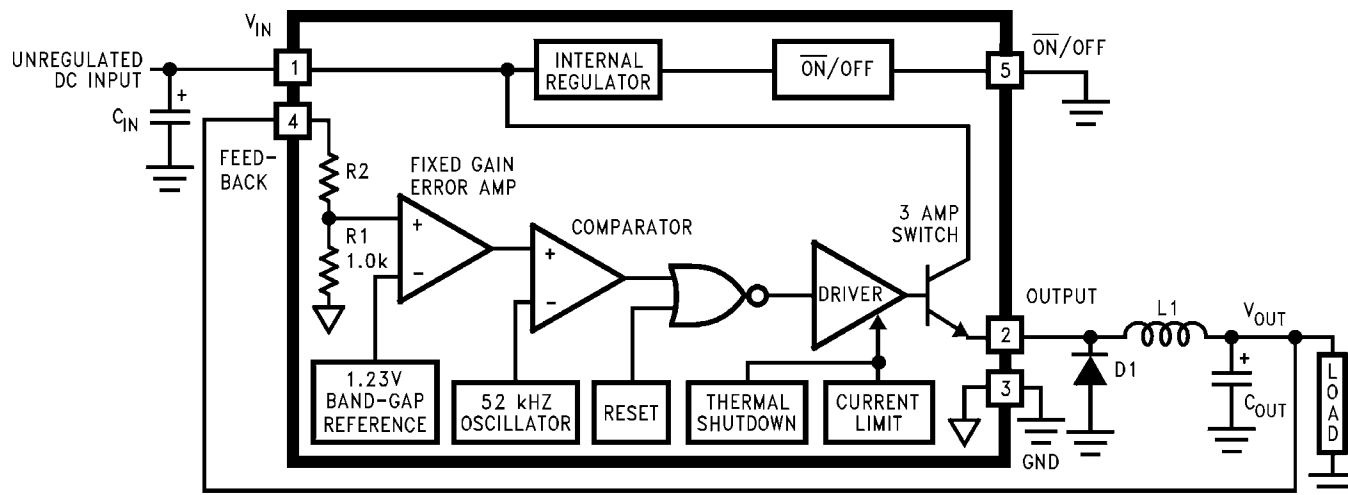 V_IN
UNREGULATED
DC INPUT
+
C_IN
1
INTERNAL
REGULATOR
O̅N̅/OFF
5
O̅N̅/OFF
4
FEED-
BACK
R2
R1
1.0k
FIXED GAIN
ERROR AMP
+
−
COMPARATOR
+
−
DRIVER
3 AMP
SWITCH
OUTPUT
2
L1
V_OUT
D1
+
C_OUT
LOAD
3
GND
1.23V
BAND-GAP
REFERENCE
52 kHZ
OSCILLATOR
RESET
THERMAL
SHUTDOWN
CURRENT
LIMIT